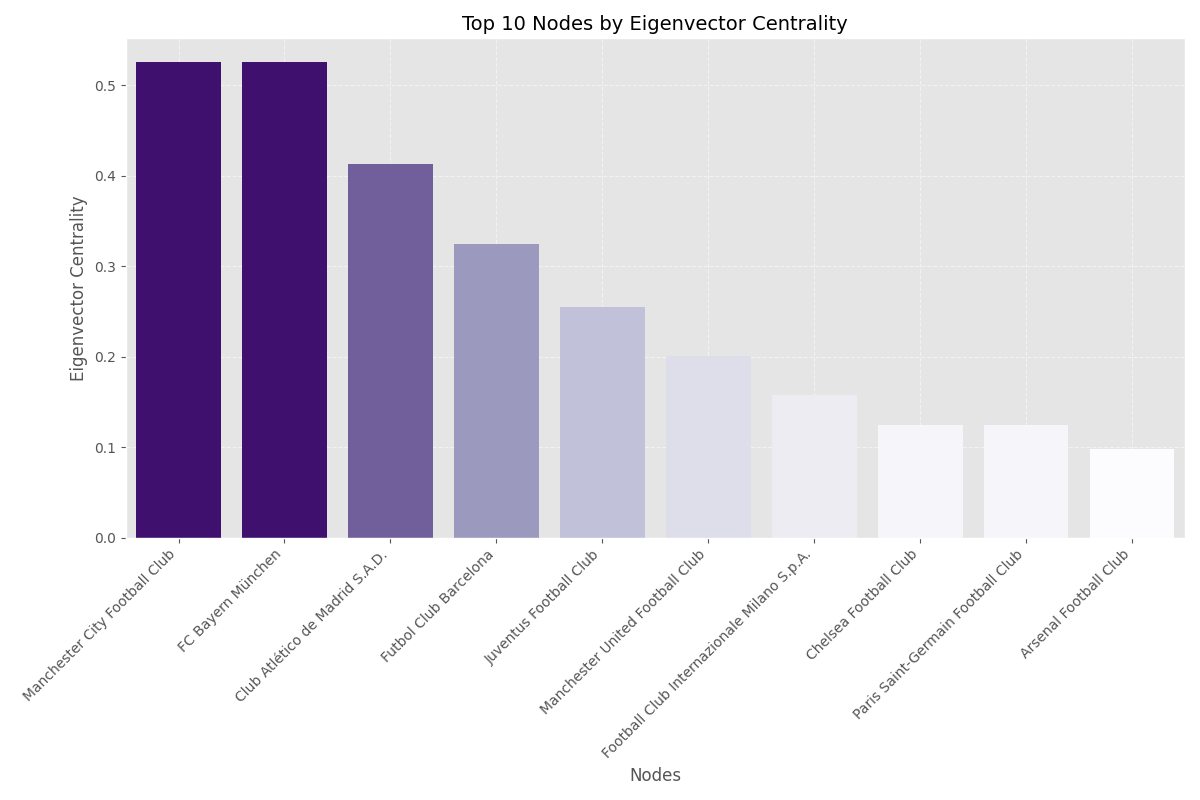 Top 10 Nodes by Eigenvector Centrality
Eigenvector Centrality
0.5
0.4
0.3
0.2
0.1
0.0
Manchester City Football Club
FC Bayern München
Club Atlético de Madrid S.A.D.
Futbol Club Barcelona
Juventus Football Club
Manchester United Football Club
Football Club Internazionale Milano S.p.A.
Chelsea Football Club
Paris Saint-Germain Football Club
Arsenal Football Club
Nodes